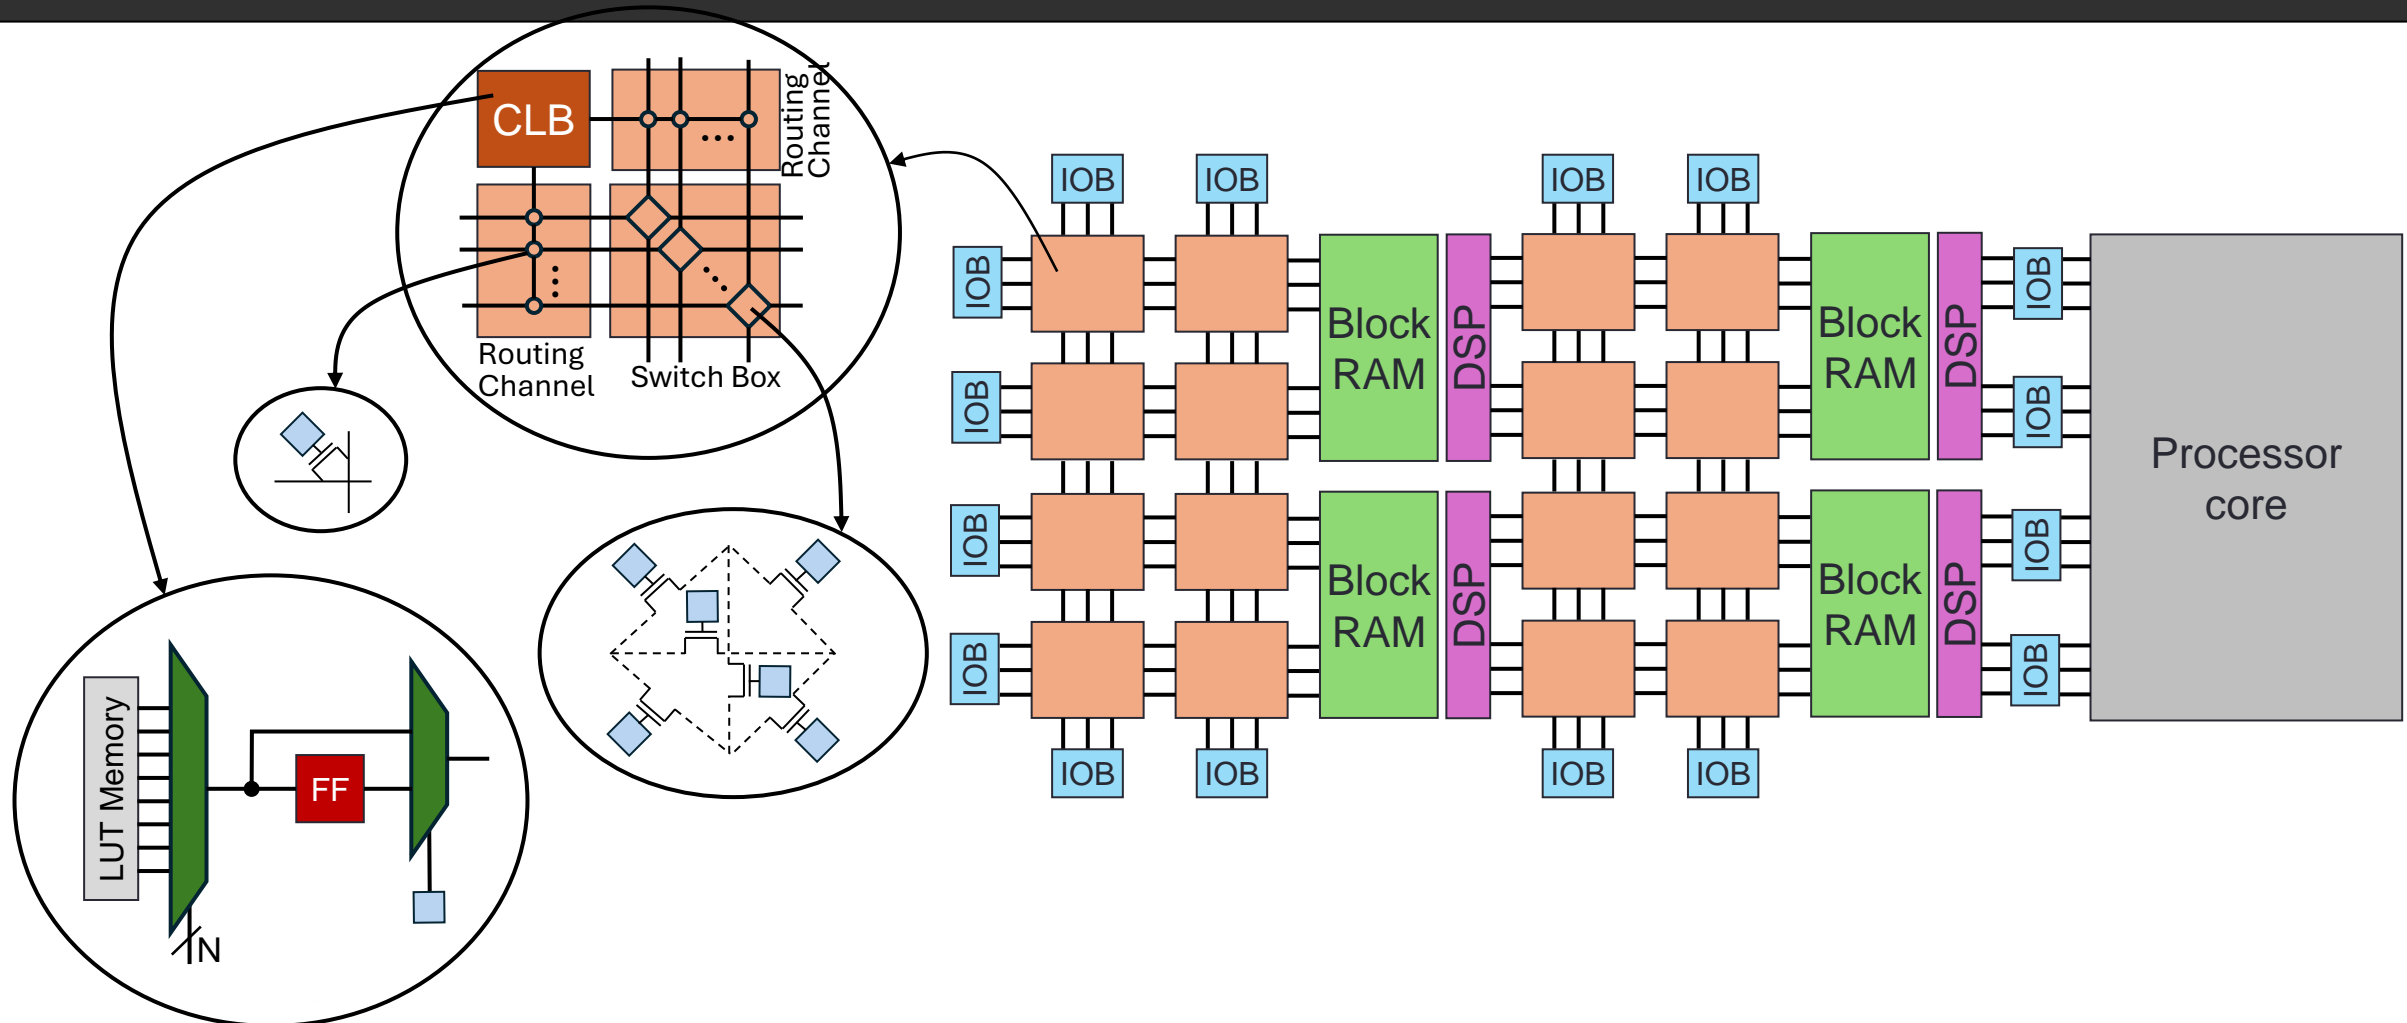 CLB
...
Routing
Channel
Routing
Channel
Switch Box
LUT Memory
FF
N
IOB
IOB
IOB
IOB
IOB
Block
RAM
DSP
Block
RAM
DSP
IOB
IOB
IOB
Processor
core
IOB
Block
RAM
DSP
Block
RAM
DSP
IOB
IOB
IOB
IOB
IOB
IOB
IOB